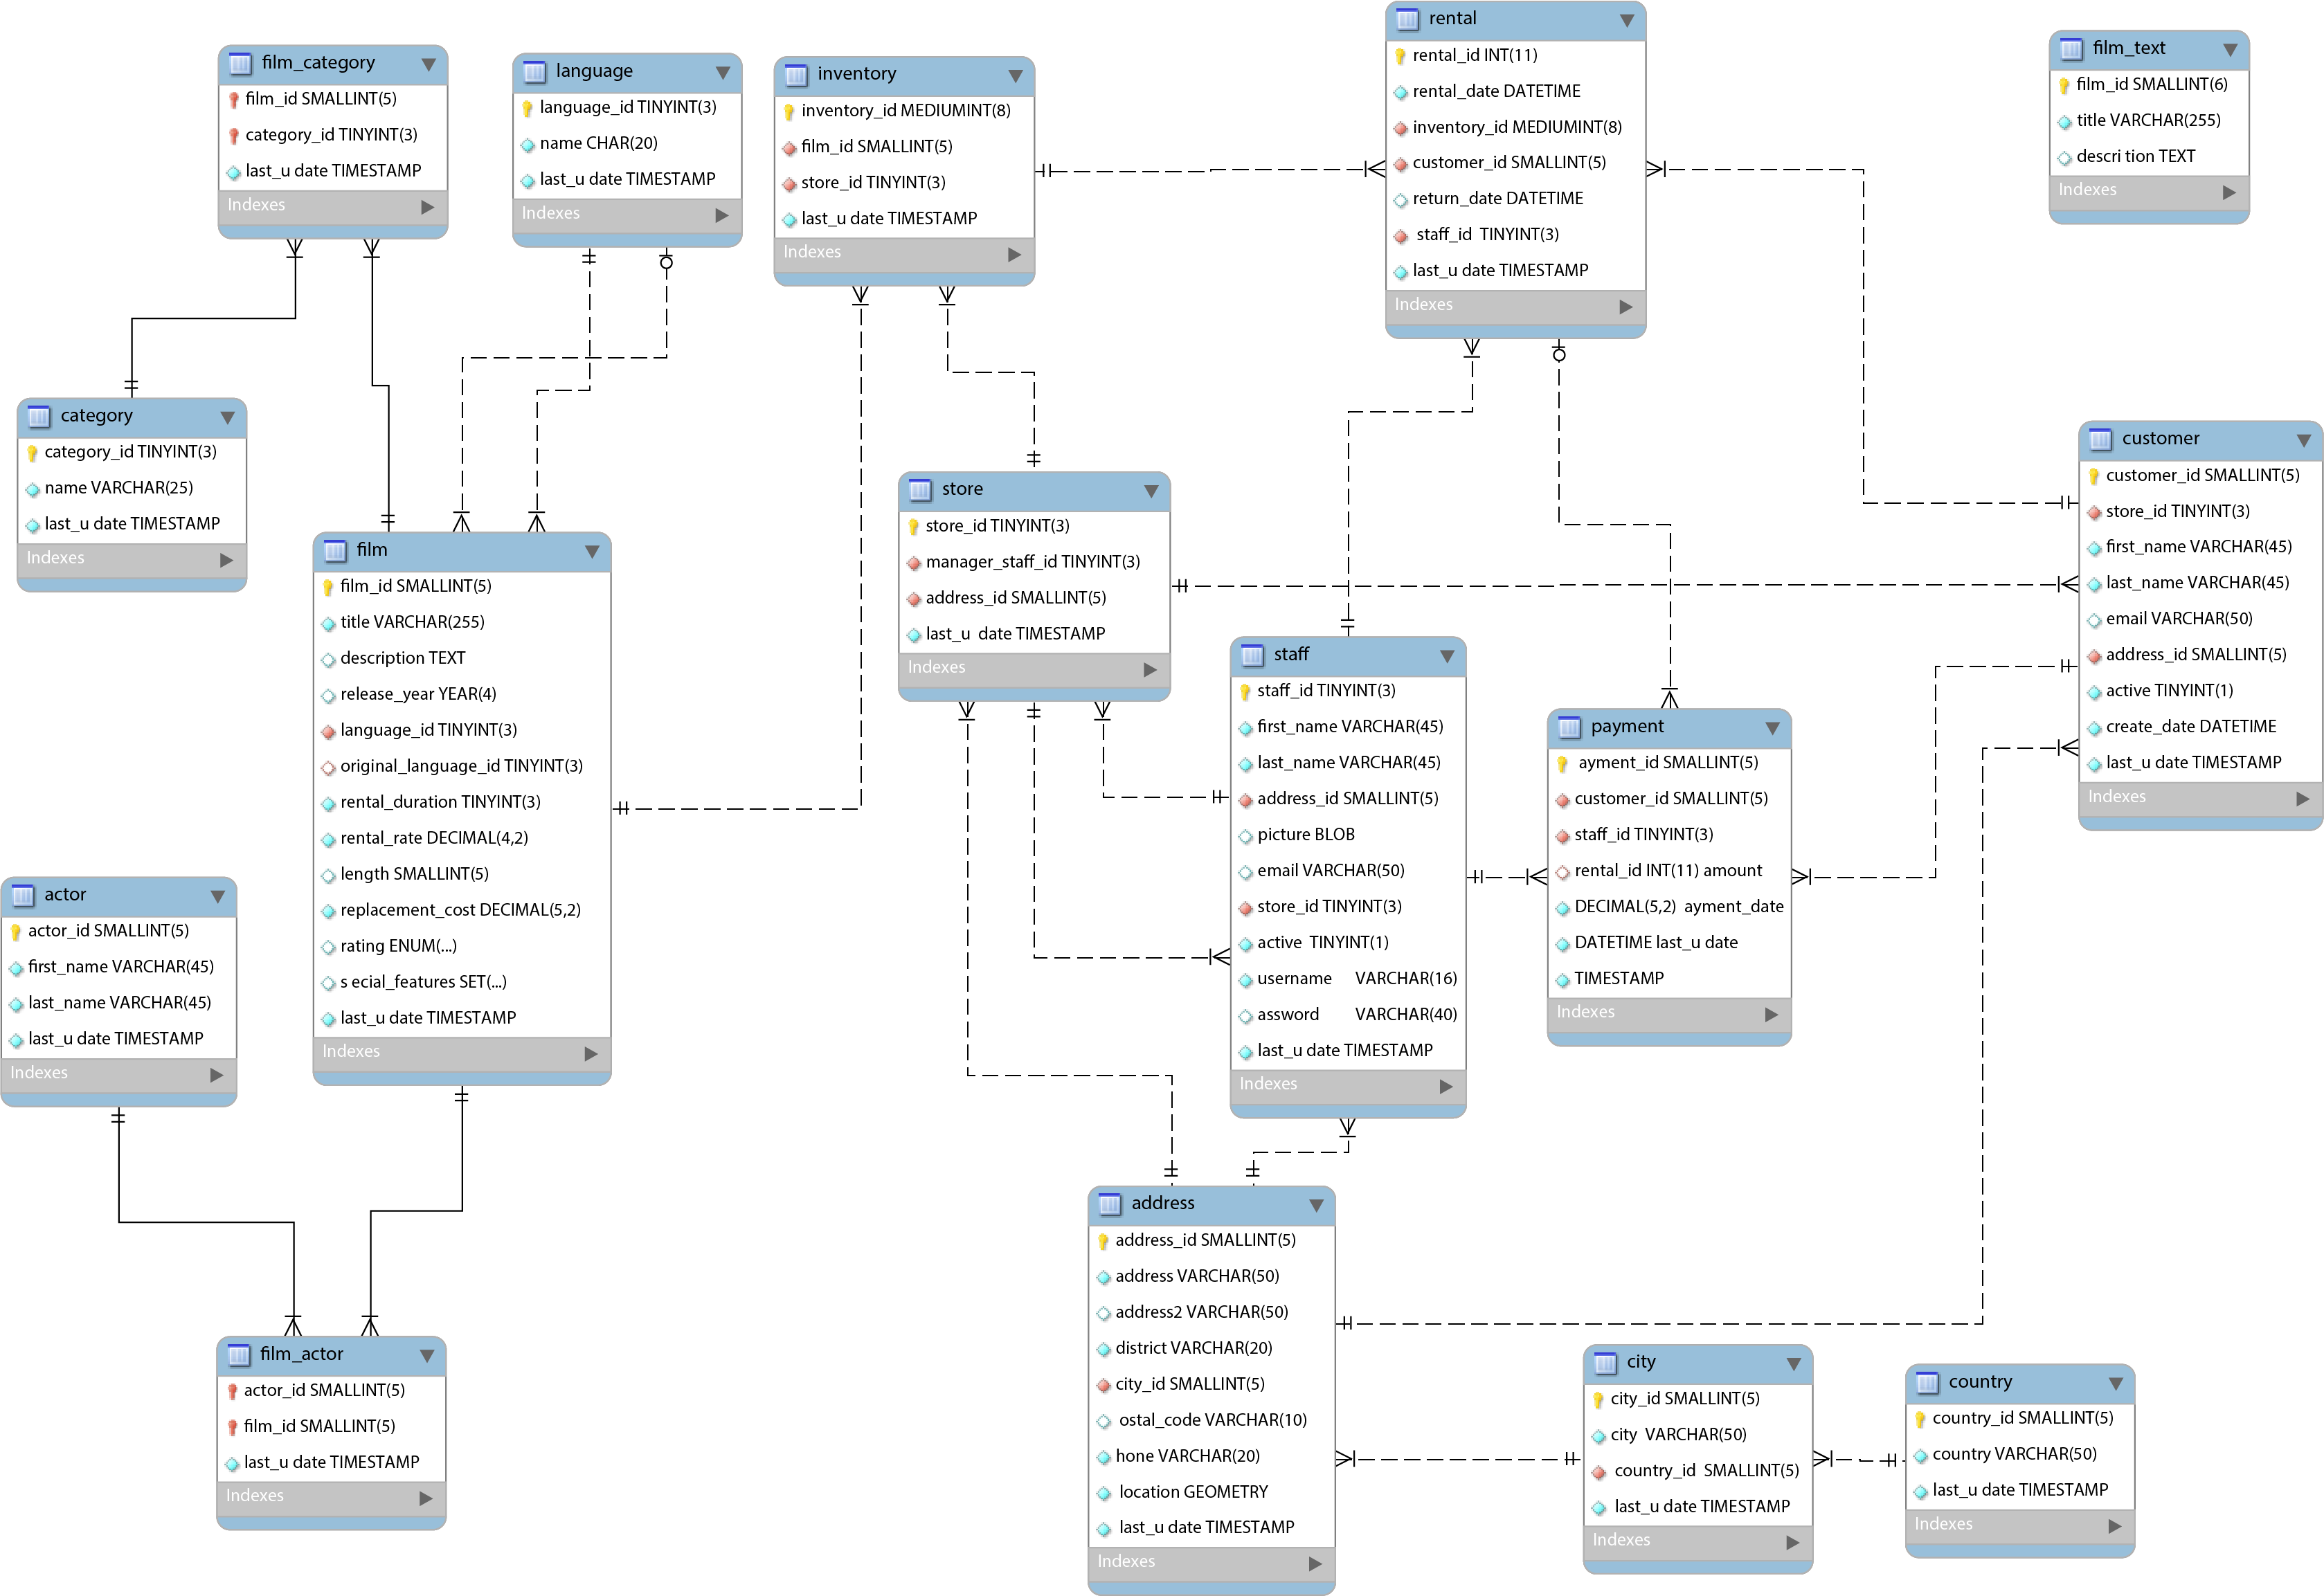 film_category
film_id SMALLINT(5)
category_id TINYINT(3)
last_u date TIMESTAMP
Indexes
language
language_id TINYINT(3)
name CHAR(20)
last_u date TIMESTAMP
Indexes
inventory
inventory_id MEDIUMINT(8)
film_id SMALLINT(5)
store_id TINYINT(3)
last_u date TIMESTAMP
Indexes
rental
rental_id INT(11)
rental_date DATETIME
inventory_id MEDIUMINT(8)
customer_id SMALLINT(5)
return_date DATETIME
staff_id TINYINT(3)
last_u date TIMESTAMP
Indexes
film_text
film_id SMALLINT(6)
title VARCHAR(255)
descri tion TEXT
Indexes
category
category_id TINYINT(3)
name VARCHAR(25)
last_u date TIMESTAMP
Indexes
film
film_id SMALLINT(5)
title VARCHAR(255)
description TEXT
release_year YEAR(4)
language_id TINYINT(3)
original_language_id TINYINT(3)
rental_duration TINYINT(3)
rental_rate DECIMAL(4,2)
length SMALLINT(5)
replacement_cost DECIMAL(5,2)
rating ENUM(...)
s ecial_features SET(...)
last_u date TIMESTAMP
Indexes
store
store_id TINYINT(3)
manager_staff_id TINYINT(3)
address_id SMALLINT(5)
last_u date TIMESTAMP
Indexes
customer
customer_id SMALLINT(5)
store_id TINYINT(3)
first_name VARCHAR(45)
last_name VARCHAR(45)
email VARCHAR(50)
address_id SMALLINT(5)
active TINYINT(1)
create_date DATETIME
last_u date TIMESTAMP
Indexes
staff
staff_id TINYINT(3)
first_name VARCHAR(45)
last_name VARCHAR(45)
address_id SMALLINT(5)
picture BLOB
email VARCHAR(50)
store_id TINYINT(3)
active TINYINT(1)
username VARCHAR(16)
assword VARCHAR(40)
last_u date TIMESTAMP
Indexes
payment
ayment_id SMALLINT(5)
customer_id SMALLINT(5)
staff_id TINYINT(3)
rental_id INT(11) amount
DECIMAL(5,2) ayment_date
DATETIME last_u date
TIMESTAMP
Indexes
actor
actor_id SMALLINT(5)
first_name VARCHAR(45)
last_name VARCHAR(45)
last_u date TIMESTAMP
Indexes
film_actor
actor_id SMALLINT(5)
film_id SMALLINT(5)
last_u date TIMESTAMP
Indexes
address
address_id SMALLINT(5)
address VARCHAR(50)
address2 VARCHAR(50)
district VARCHAR(20)
city_id SMALLINT(5)
ostal_code VARCHAR(10)
hone VARCHAR(20)
location GEOMETRY
last_u date TIMESTAMP
Indexes
city
city_id SMALLINT(5)
city VARCHAR(50)
country_id SMALLINT(5)
last_u date TIMESTAMP
Indexes
country
country_id SMALLINT(5)
country VARCHAR(50)
last_u date TIMESTAMP
Indexes